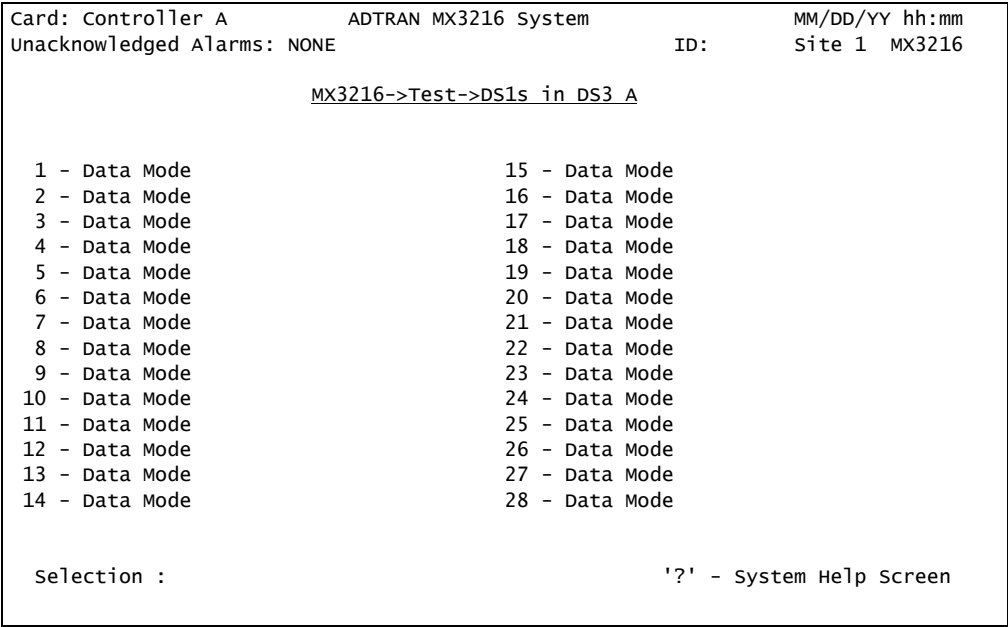 Card: Controller A ADTRAN MX3216 System MM/DD/YY hh:mm
Unacknowledged Alarms: NONE ID: Site 1 MX3216
MX3216->Test->DS1s in DS3 A
1 - Data Mode 15 - Data Mode
2 - Data Mode 16 - Data Mode
3 - Data Mode 17 - Data Mode
4 - Data Mode 18 - Data Mode
5 - Data Mode 19 - Data Mode
6 - Data Mode 20 - Data Mode
7 - Data Mode 21 - Data Mode
8 - Data Mode 22 - Data Mode
9 - Data Mode 23 - Data Mode
10 - Data Mode 24 - Data Mode
11 - Data Mode 25 - Data Mode
12 - Data Mode 26 - Data Mode
13 - Data Mode 27 - Data Mode
14 - Data Mode 28 - Data Mode
Selection : '?' - System Help Screen